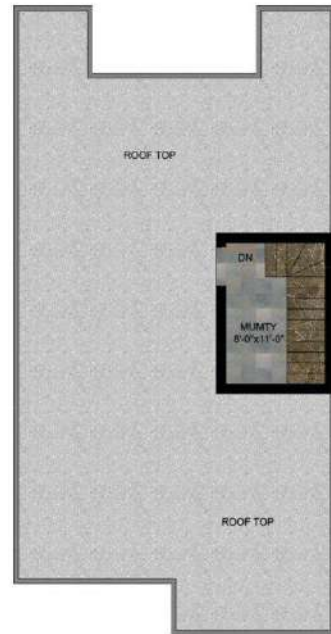 ROOF TOP
DN
MUMTY
8'-0"x11'-0"
ROOF TOP